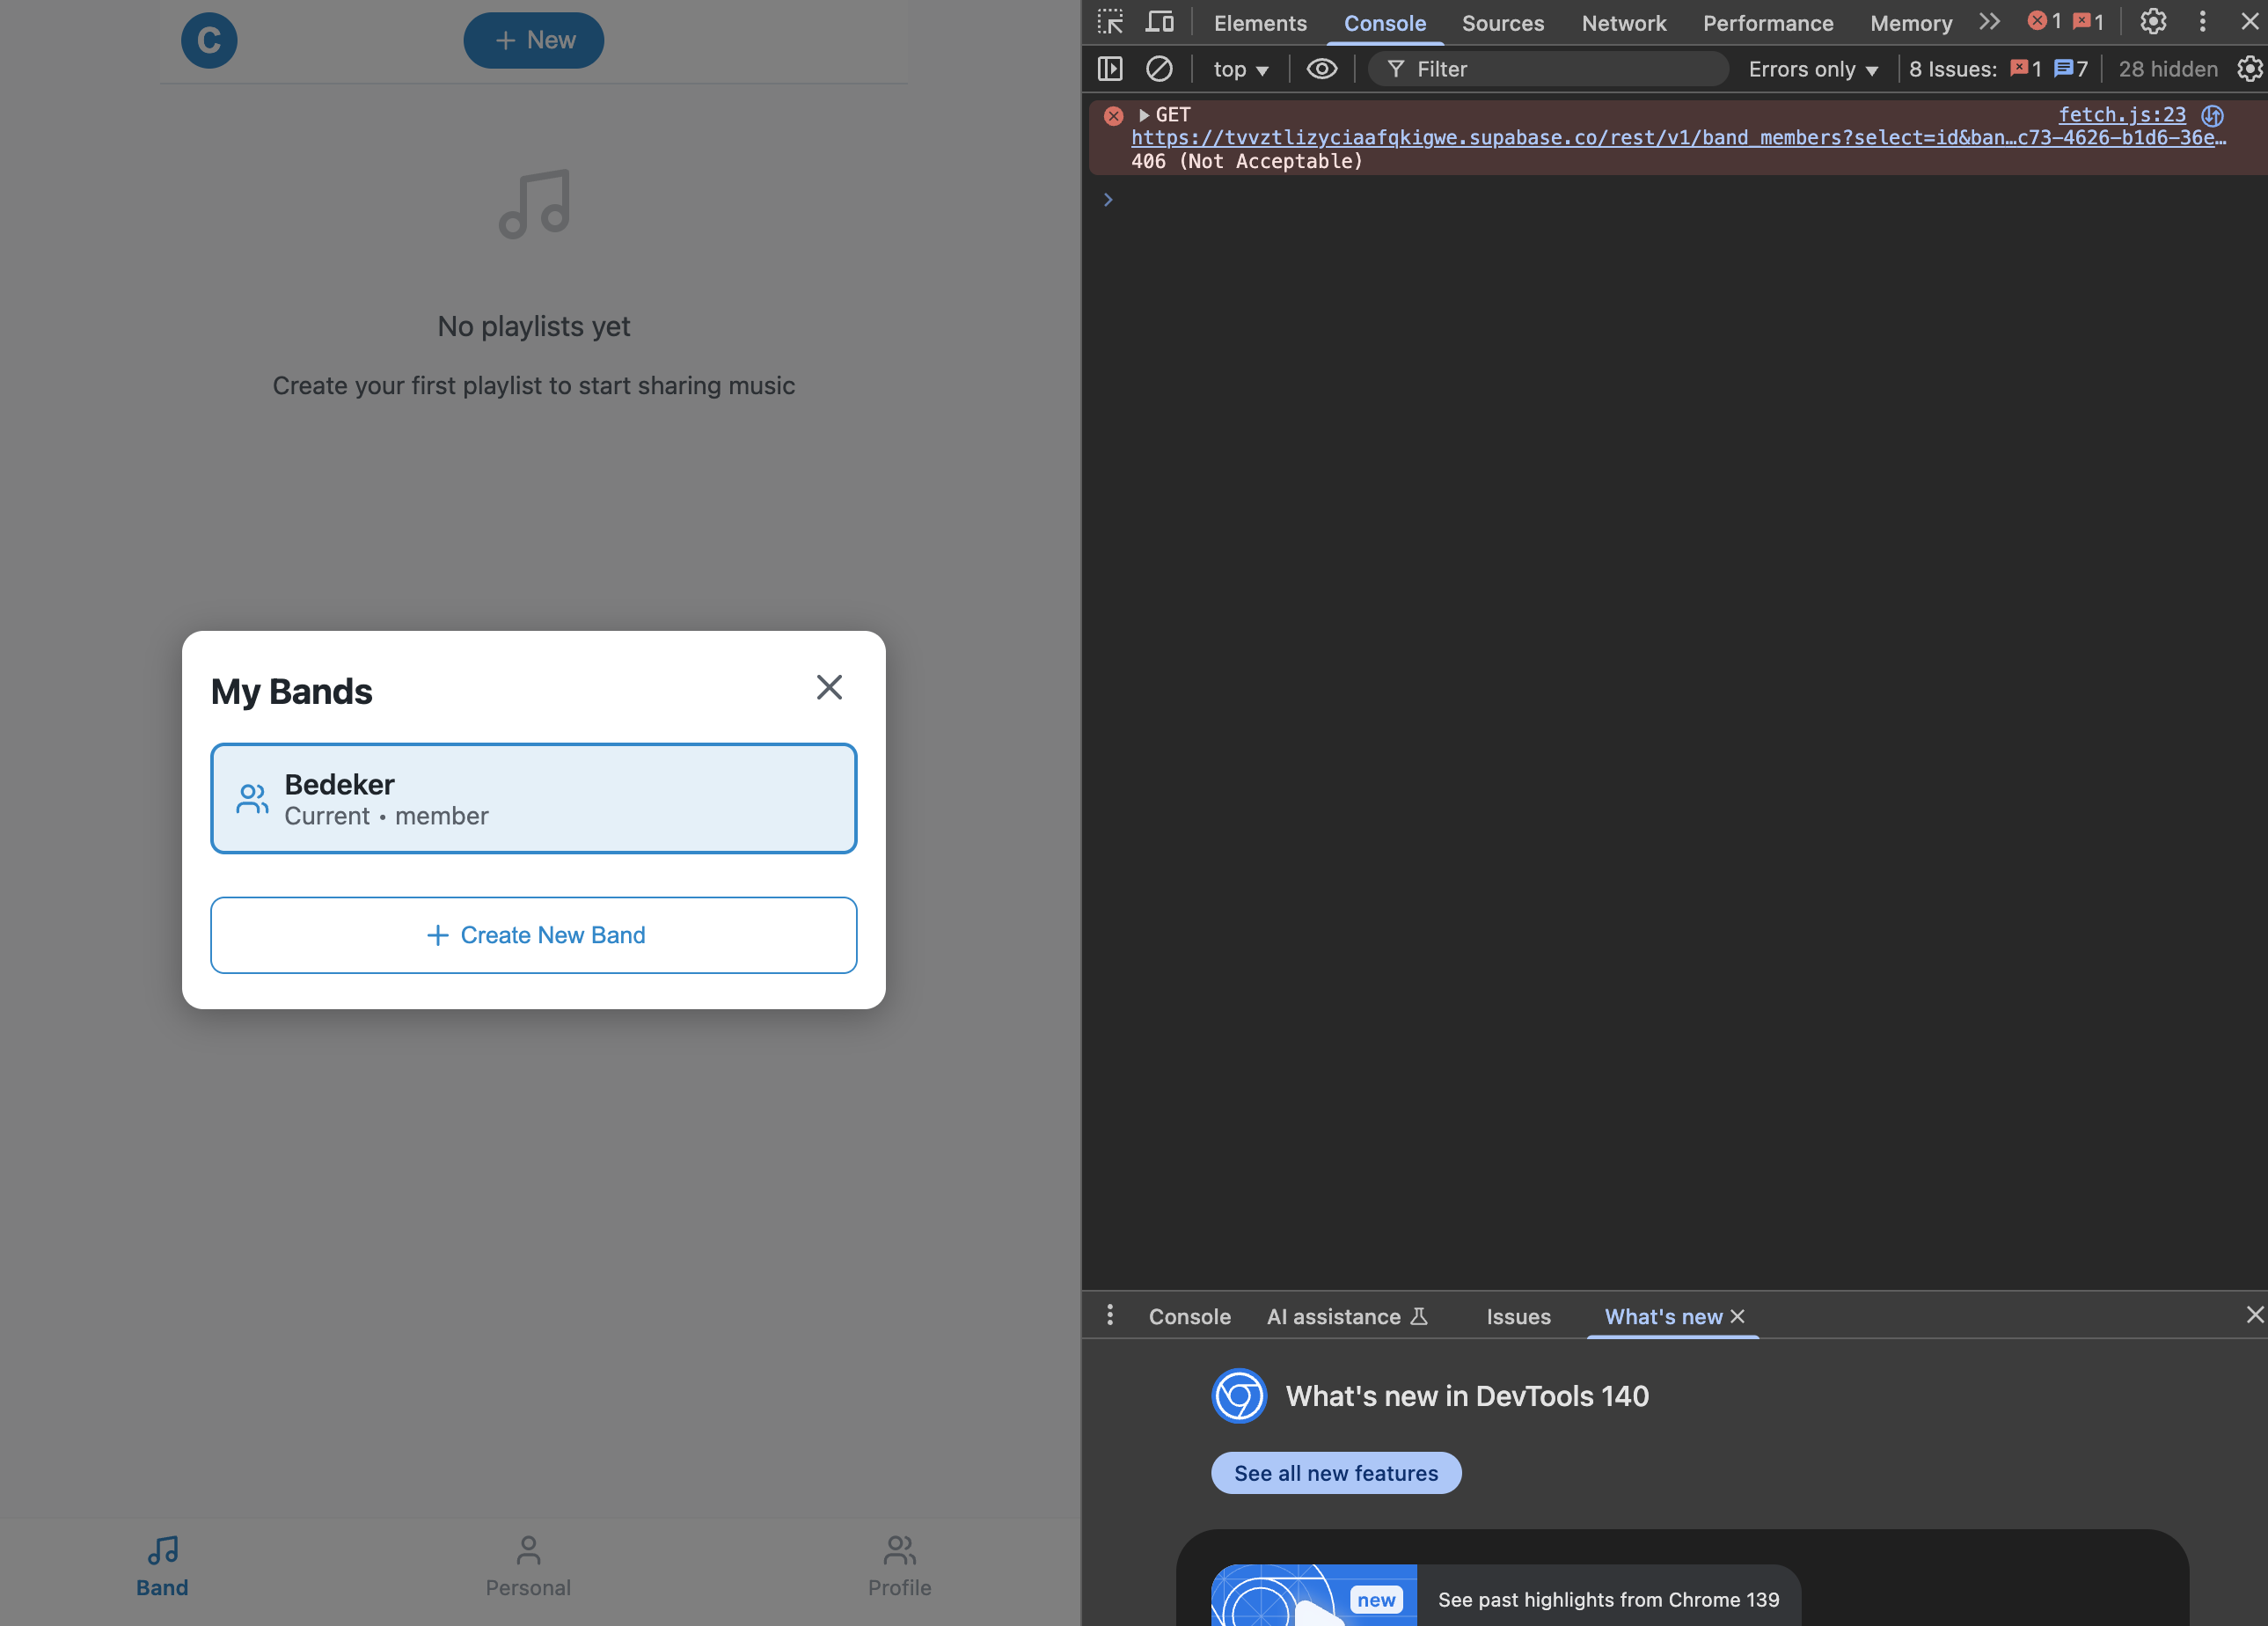 C
+ New
No playlists yet
Create your first playlist to start sharing music
My Bands
Bedeker
Current • member
+ Create New Band
Band
Personal
Profile
Elements
Console
Sources
Network
Performance
Memory
1
1
top
Filter
Errors only
8 Issues:
1
7
28 hidden
GET
fetch.js:23
https://tvvztlizyciaafqkigwe.supabase.co/rest/v1/band_members?select=id&ban…c73-4626-b1d6-36e…
406 (Not Acceptable)
Console
AI assistance
Issues
What's new
What's new in DevTools 140
See all new features
new
See past highlights from Chrome 139